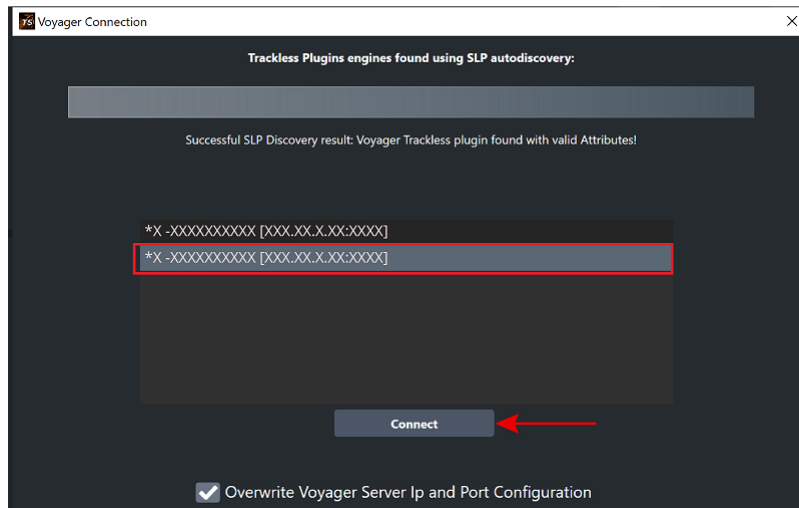 TS Voyager Connection
Trackless Plugins engines found using SLP autodiscovery:
Successful SLP Discovery result: Voyager Trackless plugin found with valid Attributes!
*X -XXXXXXXXXX [XXX.XX.X.XX:XXXX]
*X -XXXXXXXXXX [XXX.XX.X.XX:XXXX]
Connect
Overwrite Voyager Server Ip and Port Configuration